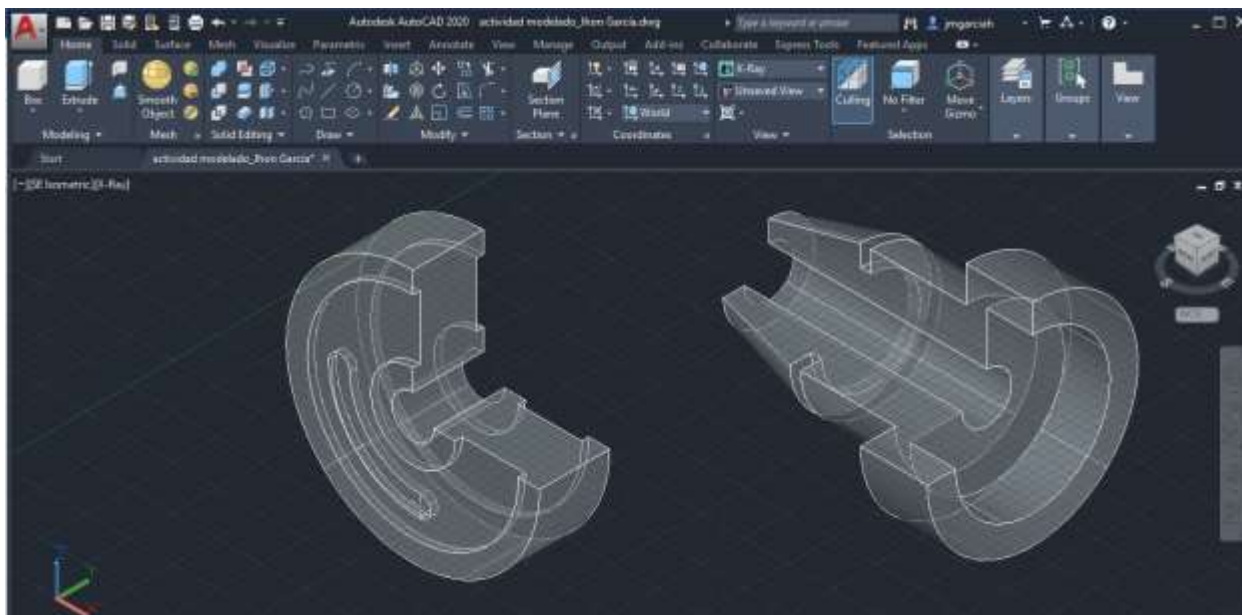 Autodesk AutoCAD 2020 actividad modelado_Jhon García.dwg
Type a keyword or phrase
jmgarciah
Home Solid Surface Mesh Visualize Parametric Insert Annotate View Manage Output Add-ins Collaborate Express Tools Featured Apps
Box Extrude Smooth Object Section Plane
X-Ray
Unsaved View
World
Culling No Filter Move Gizmo Layers Groups View
Modeling Mesh Solid Editing Draw Modify Section Coordinates View Selection
Start actividad modelado_Jhon García*
[−][SE Isometric][X-Ray]